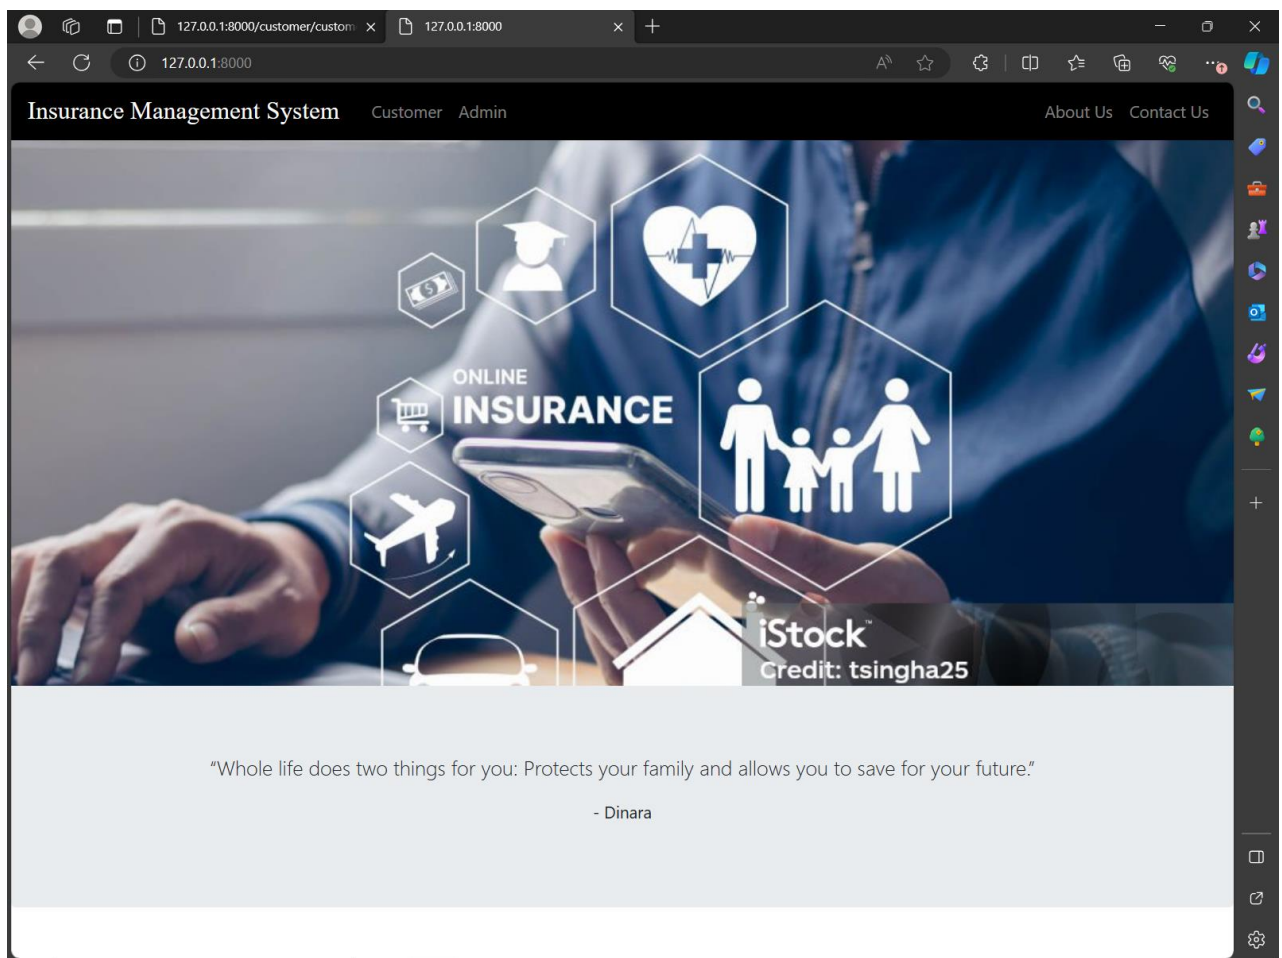 127.0.0.1:8000/customer/custom
127.0.0.1:8000
127.0.0.1:8000
Insurance Management System Customer Admin About Us Contact Us
ONLINE
INSURANCE
iStock™
Credit: tsingha25
“Whole life does two things for you: Protects your family and allows you to save for your future.”
- Dinara